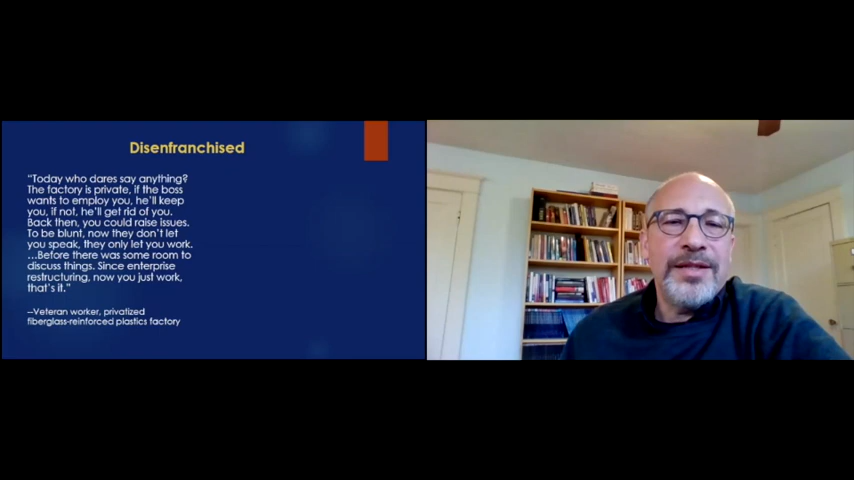 Disenfranchised
"Today who dares say anything?
The factory is private, if the boss
wants to employ you, he'll keep
you, if not, he'll get rid of you.
Back then, you could raise issues.
To be blunt, now they don't let
you speak, they only let you work.
...Before there was some room to
discuss things. Since enterprise
restructuring, now you just work,
that's it."
--Veteran worker, privatized
fiberglass-reinforced plastics factory